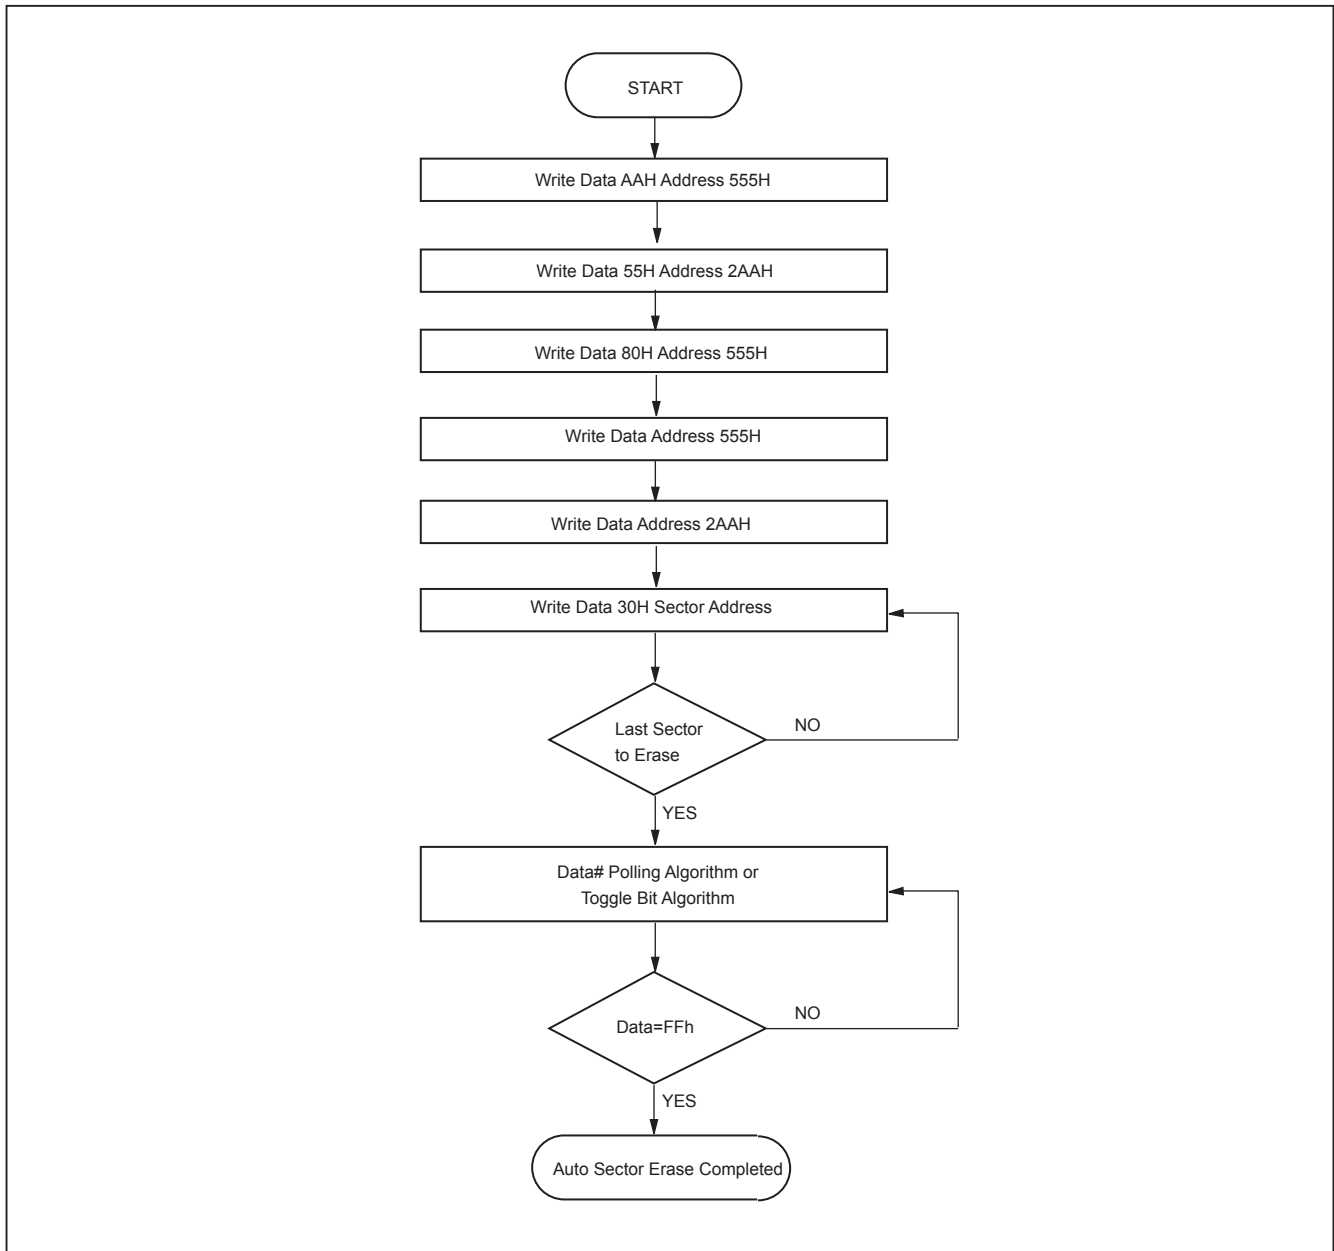 START
Write Data AAH Address 555H
Write Data 55H Address 2AAH
Write Data 80H Address 555H
Write Data Address 555H
Write Data Address 2AAH
Write Data 30H Sector Address
Last Sector
to Erase
NO
YES
Data# Polling Algorithm or
Toggle Bit Algorithm
Data=FFh
NO
YES
Auto Sector Erase Completed